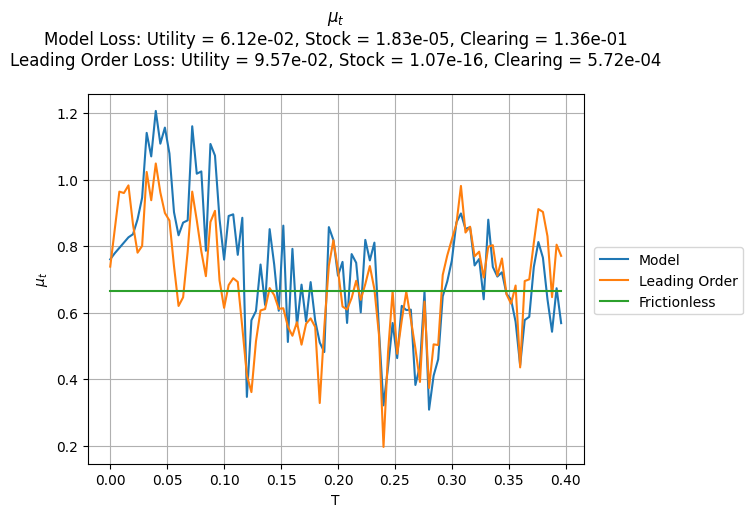 μt
Model Loss: Utility = 6.12e-02, Stock = 1.83e-05, Clearing = 1.36e-01
Leading Order Loss: Utility = 9.57e-02, Stock = 1.07e-16, Clearing = 5.72e-04
1.2
1.0
0.8
0.6
0.4
0.2
μt
0.00 0.05 0.10 0.15 0.20 0.25 0.30 0.35 0.40
T
Model
Leading Order
Frictionless